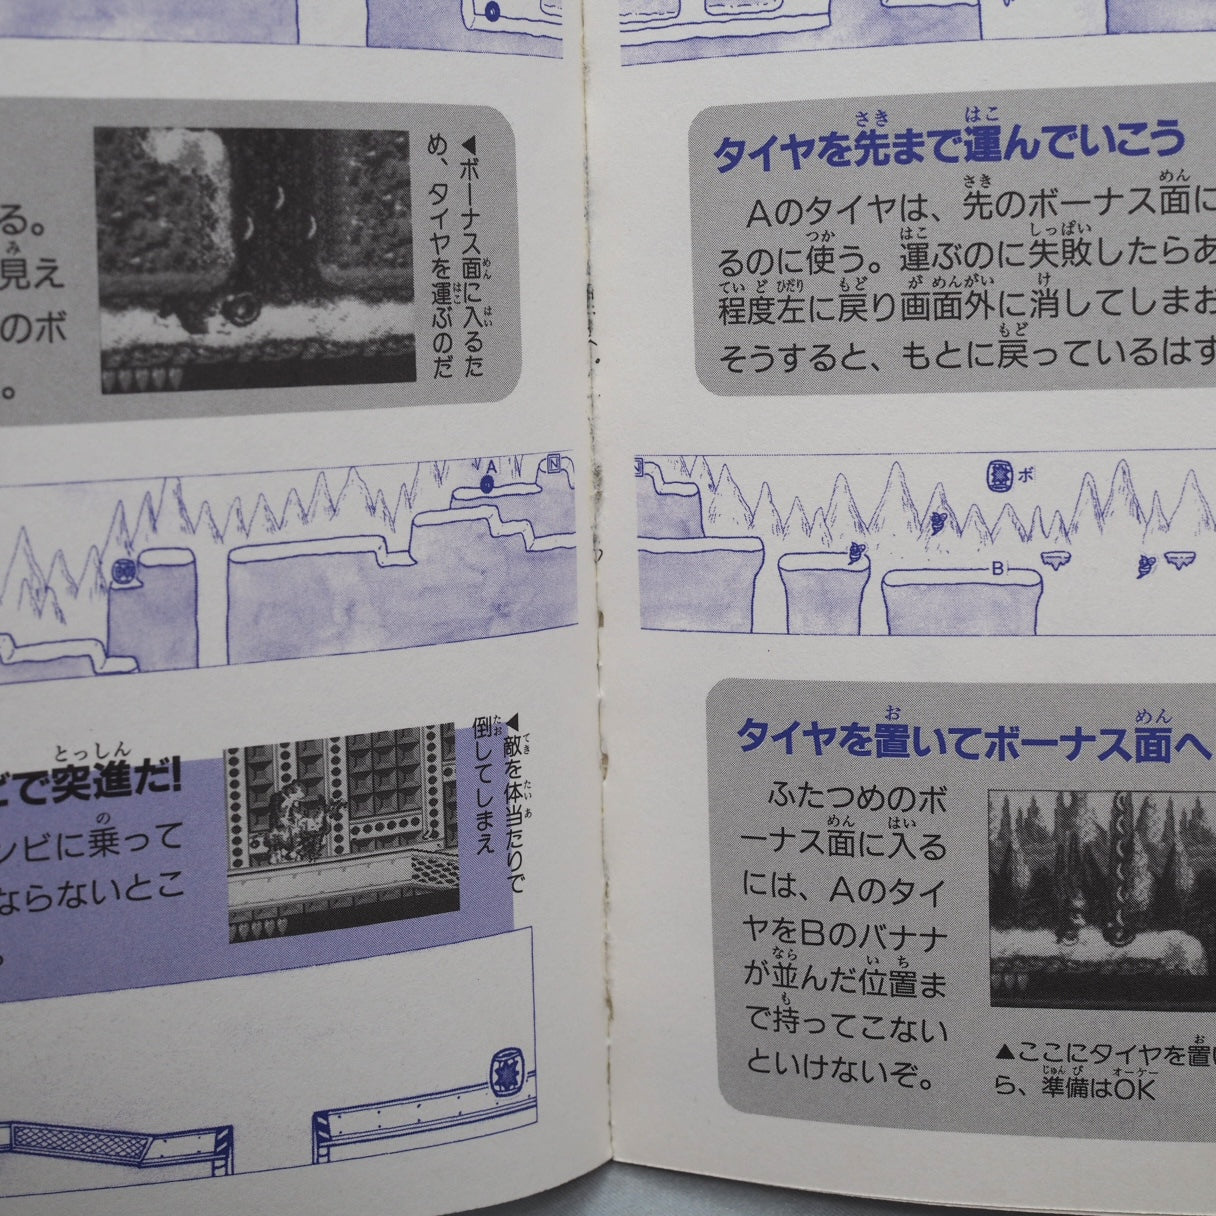 る。
見え
のボ
。
◀ボーナス面に入るた
め、タイヤを運ぶのだ
A
N
どで突進だ!
ンビに乗って
ならないとこ
。
◀敵を体当たりで
倒してしまえ
タイヤを先まで運んでいこう
Aのタイヤは、先のボーナス面に
るのに使う。運ぶのに失敗したらあ
程度左に戻り画面外に消してしまお
そうすると、もとに戻っているはず
N
ボ
B
タイヤを置いてボーナス面へ
ふたつめのボ
ーナス面に入る
には、Aのタイ
ヤをBのバナナ
が並んだ位置ま
で持ってこない
といけないぞ。
▲ここにタイヤを置い
ら、準備はOK